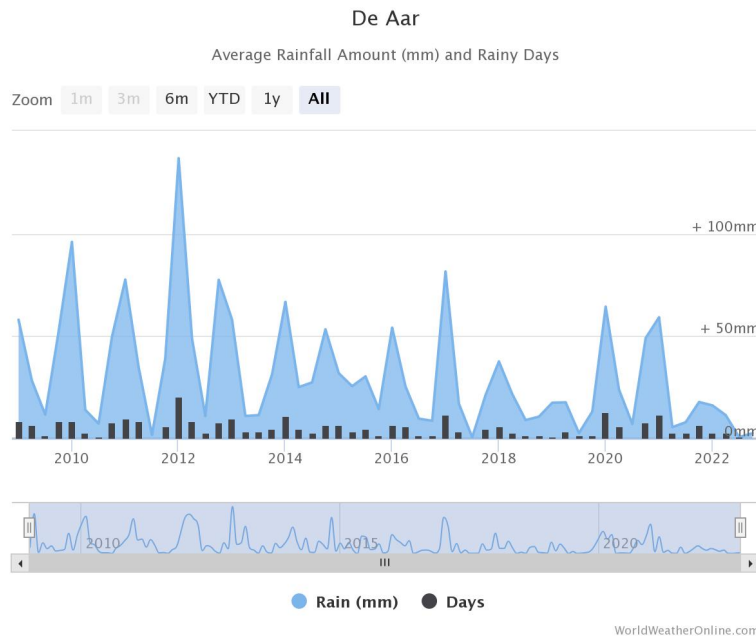 De Aar
Average Rainfall Amount (mm) and Rainy Days
Zoom 1m 3m 6m YTD 1y All
+ 100mm
+ 50mm
0mm
2010 2012 2014 2016 2018 2020 2022
2010 2015 2020
Rain (mm) Days
WorldWeatherOnline.com